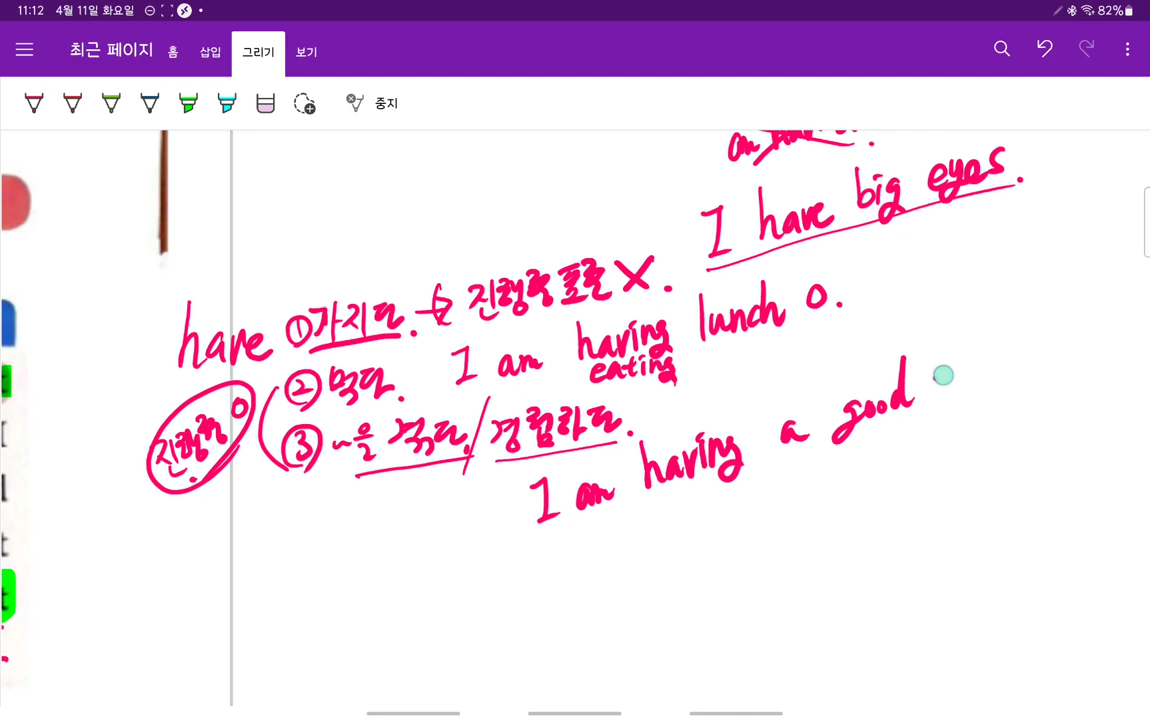 11:12 4월 11일 화요일 82%
최근 페이지 홈 삽입 그리기 보기
중지
I have big eyes.
have ① 가지다. → 진행형 표를 X.
I am having lunch O.
eating
② 먹다.
진행형 O
③ ~을 겪다 / 경험하다.
I am having a good